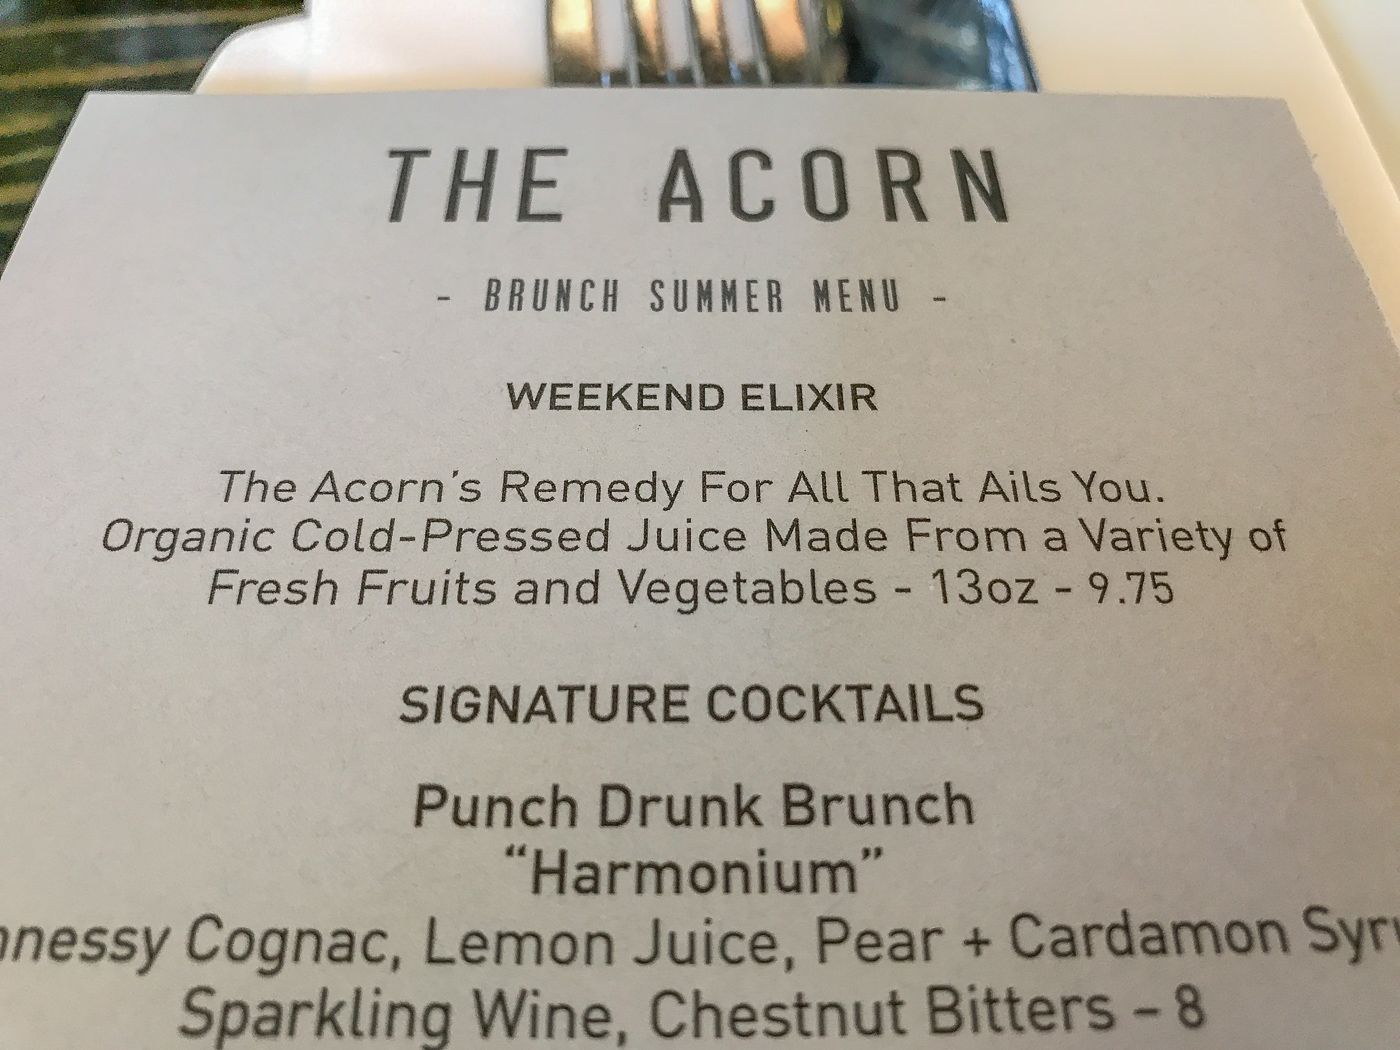 THE ACORN
- BRUNCH SUMMER MENU -
WEEKEND ELIXIR
The Acorn's Remedy For All That Ails You.
Organic Cold-Pressed Juice Made From a Variety of
Fresh Fruits and Vegetables - 13oz - 9.75
SIGNATURE COCKTAILS
Punch Drunk Brunch
“Harmonium”
Cognac, Lemon Juice, Pear + Cardamon
Sparkling Wine, Chestnut Bitters – 8